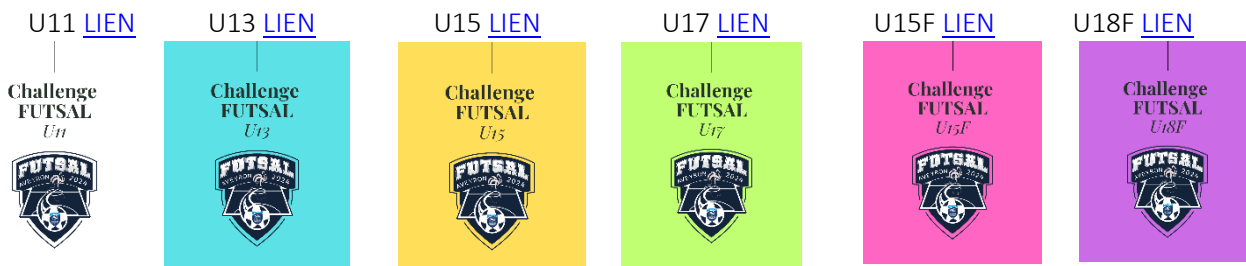 U11 LIEN
U13 LIEN
U15 LIEN
U17 LIEN
U15F LIEN
U18F LIEN
Challenge
FUTSAL
U11
FUTSAL
AVEYRON 2024
Challenge
FUTSAL
U13
FUTSAL
AVEYRON 2024
Challenge
FUTSAL
U15
FUTSAL
AVEYRON 2024
Challenge
FUTSAL
U17
FUTSAL
AVEYRON 2024
Challenge
FUTSAL
U15F
FUTSAL
AVEYRON 2024
Challenge
FUTSAL
U18F
FUTSAL
AVEYRON 2024